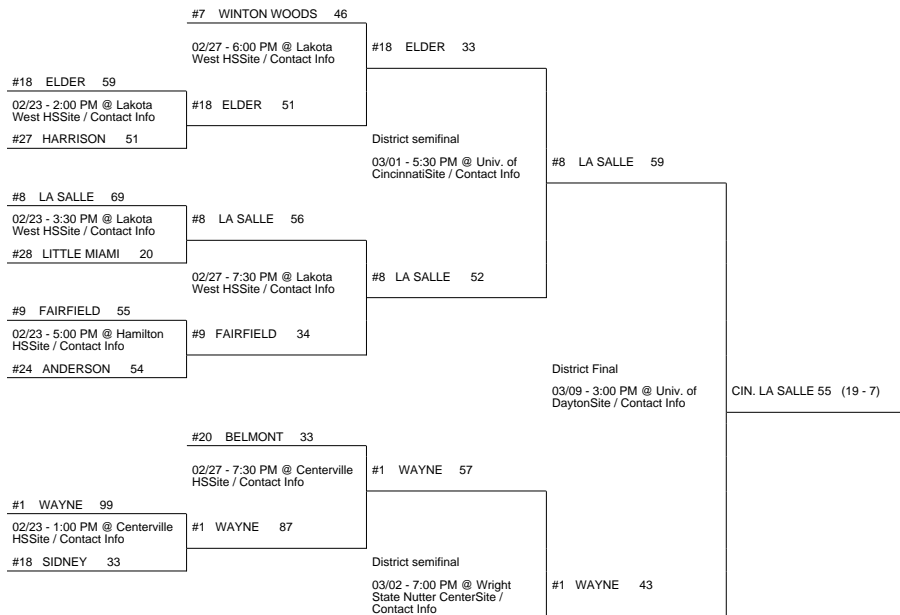 #7 WINTON WOODS 46
02/27 - 6:00 PM @ Lakota
West HSSite / Contact Info
#18 ELDER 33
#18 ELDER 59
02/23 - 2:00 PM @ Lakota
West HSSite / Contact Info
#18 ELDER 51
#27 HARRISON 51
District semifinal
03/01 - 5:30 PM @ Univ. of
CincinnatiSite / Contact Info
#8 LA SALLE 59
#8 LA SALLE 69
02/23 - 3:30 PM @ Lakota
West HSSite / Contact Info
#8 LA SALLE 56
#28 LITTLE MIAMI 20
02/27 - 7:30 PM @ Lakota
West HSSite / Contact Info
#8 LA SALLE 52
#9 FAIRFIELD 55
02/23 - 5:00 PM @ Hamilton
HSSite / Contact Info
#9 FAIRFIELD 34
#24 ANDERSON 54
District Final
03/09 - 3:00 PM @ Univ. of
DaytonSite / Contact Info
CIN. LA SALLE 55 (19 - 7)
#20 BELMONT 33
02/27 - 7:30 PM @ Centerville
HSSite / Contact Info
#1 WAYNE 57
#1 WAYNE 99
02/23 - 1:00 PM @ Centerville
HSSite / Contact Info
#1 WAYNE 87
#18 SIDNEY 33
District semifinal
03/02 - 7:00 PM @ Wright
State Nutter CenterSite /
Contact Info
#1 WAYNE 43